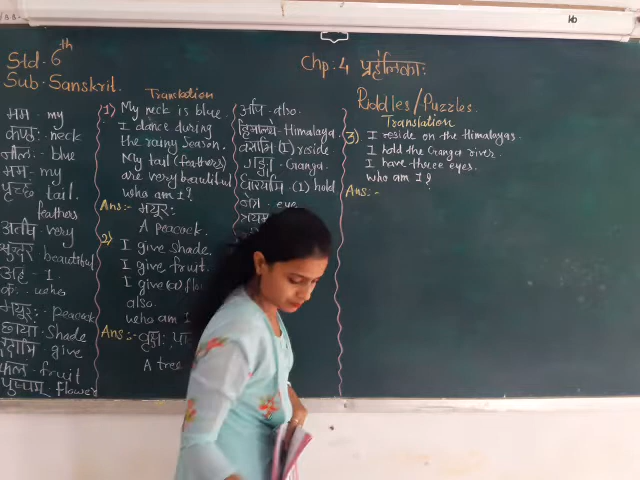 Std. 6th
Sub. Sanskrit.
Chp: 4 प्रहेलिकाः
Riddles/Puzzles.
मम - my
कण्ठः - neck
नीलः - blue
मम - my
पृच्छ tail.
feathers
अतीव - very
सुन्दर beautiful
अहं - I.
कः - who
मयूरः - peacock
छाया - Shade
ददामि - give
फल - fruit
पुष्पम् - flower
Translation
1) My neck is blue.
I dance during
the rainy season.
My tail (feathers)
are very beautiful
who am I?
Ans:- मयूरः
A peacock.
2) I give shade.
I give fruit.
I give
also.
who am I
Ans:- वृक्षः
A tree
अपि - also.
हिमालय - Himalaya.
वसामि (I) rside.
गङ्गा - Ganga.
धारयामि - (I) hold
नेत्र - eye
Translation
3) I reside on the Himalayas.
I hold the Ganga river.
I have three eyes.
who am I?
Ans:-